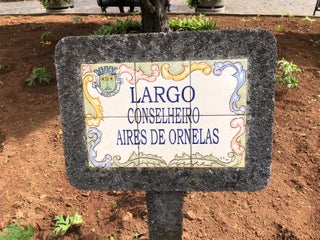 LARGO
CONSELHEIRO
AIRES DE ORNELAS